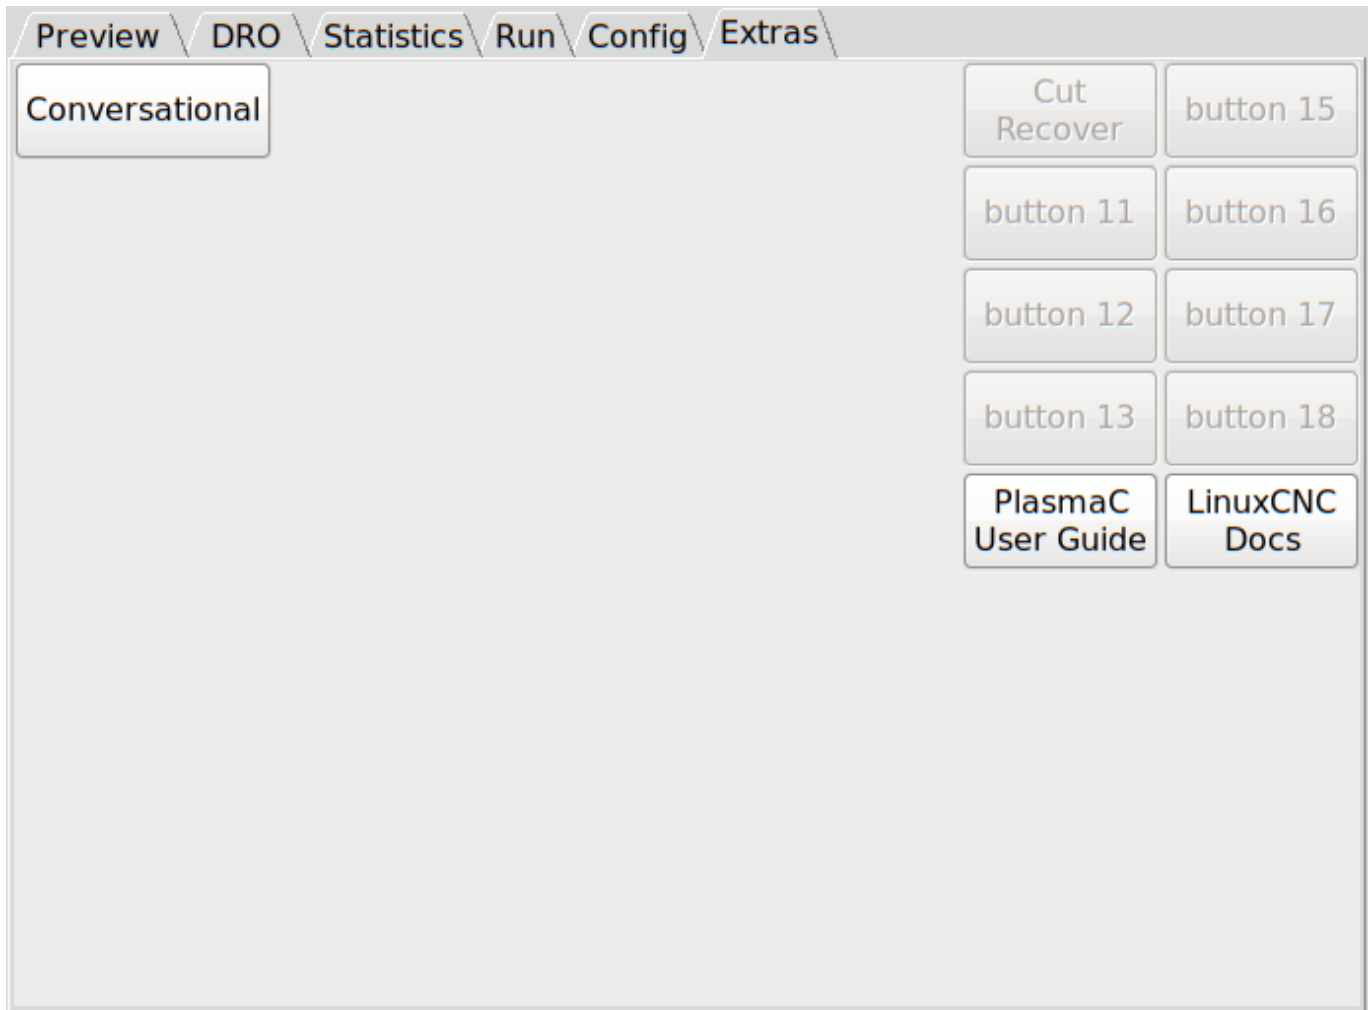 Preview DRO Statistics Run Config Extras
Conversational
Cut
Recover
button 15
button 11
button 16
button 12
button 17
button 13
button 18
PlasmaC
User Guide
LinuxCNC
Docs